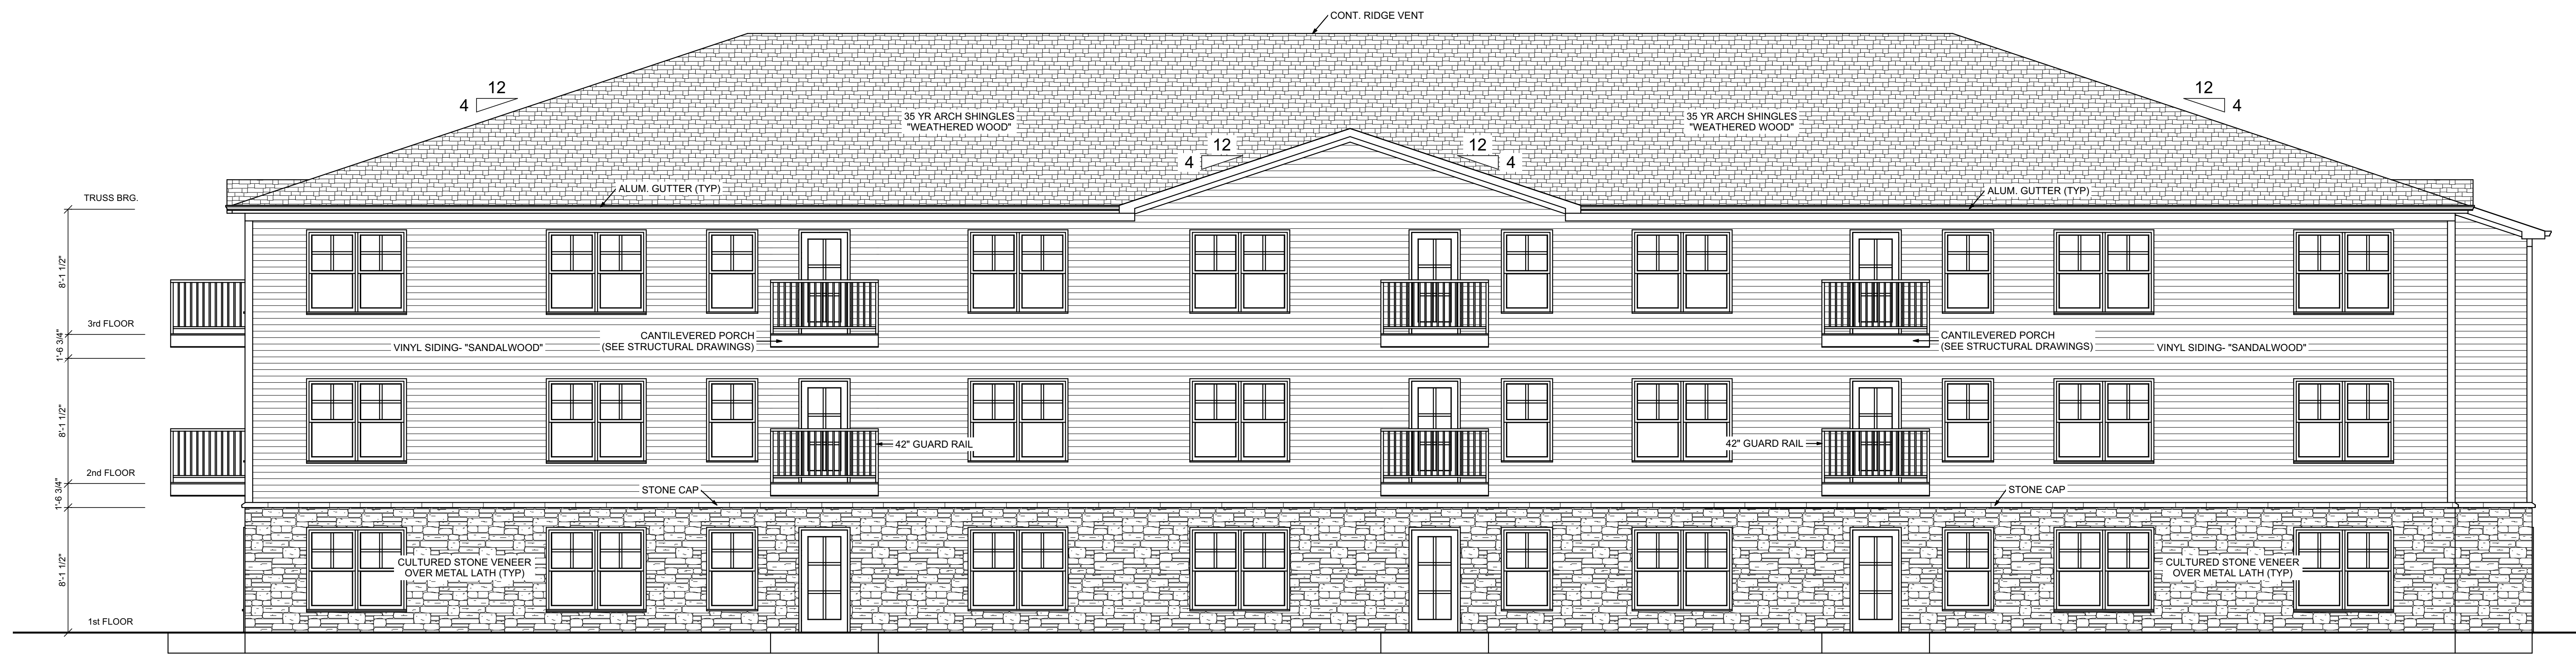 CONT. RIDGE VENT
12
4
12
4
35 YR ARCH SHINGLES
"WEATHERED WOOD"
35 YR ARCH SHINGLES
"WEATHERED WOOD"
12
4
12
4
ALUM. GUTTER (TYP)
ALUM. GUTTER (TYP)
TRUSS BRG.
8'-1 1/2"
3rd FLOOR
1'-6 3/4"
VINYL SIDING- "SANDALWOOD"
CANTILEVERED PORCH
(SEE STRUCTURAL DRAWINGS)
CANTILEVERED PORCH
(SEE STRUCTURAL DRAWINGS)
VINYL SIDING- "SANDALWOOD"
8'-1 1/2"
42" GUARD RAIL
42" GUARD RAIL
2nd FLOOR
1'-6 3/4"
STONE CAP
STONE CAP
8'-1 1/2"
CULTURED STONE VENEER
OVER METAL LATH (TYP)
CULTURED STONE VENEER
OVER METAL LATH (TYP)
1st FLOOR